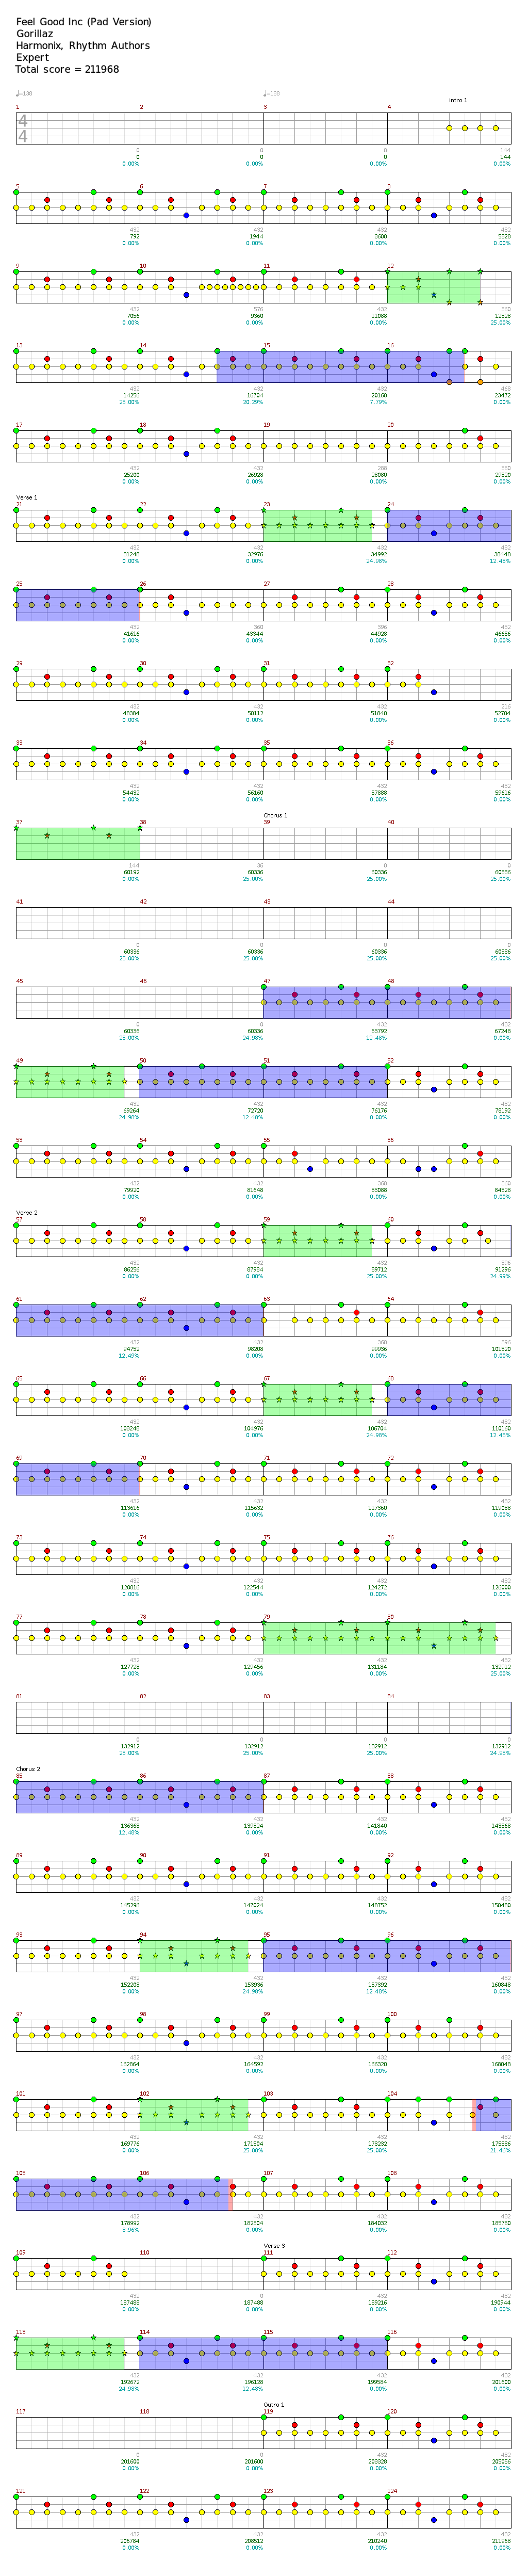 Feel Good Inc (Pad Version)
Gorillaz
Harmonix, Rhythm Authors
Expert
Total score = 211968
♩=138 ♩=138
intro 1
1 2 3 4
4
4
0 0 0 144
0 0 0 144
0.00% 0.00% 0.00% 0.00%
5 6 7 8
432 432 432 432
792 1944 3600 5328
0.00% 0.00% 0.00% 0.00%
9 10 11 12
432 576 432 360
7056 9360 11088 12528
0.00% 0.00% 0.00% 25.00%
13 14 15 16
432 432 432 468
14256 16704 20160 23472
25.00% 20.29% 7.79% 0.00%
17 18 19 20
432 432 288 360
25200 26928 28080 29520
0.00% 0.00% 0.00% 0.00%
Verse 1
21 22 23 24
432 432 432 432
31248 32976 34992 38448
0.00% 0.00% 24.98% 12.48%
25 26 27 28
432 360 396 432
41616 43344 44928 46656
0.00% 0.00% 0.00% 0.00%
29 30 31 32
432 432 432 216
48384 50112 51840 52704
0.00% 0.00% 0.00% 0.00%
33 34 35 36
432 432 432 432
54432 56160 57888 59616
0.00% 0.00% 0.00% 0.00%
Chorus 1
37 38 39 40
144 36 0 0
60192 60336 60336 60336
0.00% 25.00% 25.00% 25.00%
41 42 43 44
0 0 0 0
60336 60336 60336 60336
25.00% 25.00% 25.00% 25.00%
45 46 47 48
0 0 432 432
60336 60336 63792 67248
25.00% 24.98% 12.48% 0.00%
49 50 51 52
432 432 432 432
69264 72720 76176 78192
24.98% 12.48% 0.00% 0.00%
53 54 55 56
432 432 360 360
79920 81648 83088 84528
0.00% 0.00% 0.00% 0.00%
Verse 2
57 58 59 60
432 432 432 396
86256 87984 89712 91296
0.00% 0.00% 25.00% 24.99%
61 62 63 64
432 432 360 396
94752 98208 99936 101520
12.49% 0.00% 0.00% 0.00%
65 66 67 68
432 432 432 432
103248 104976 106704 110160
0.00% 0.00% 24.98% 12.48%
69 70 71 72
432 432 432 432
113616 115632 117360 119088
0.00% 0.00% 0.00% 0.00%
73 74 75 76
432 432 432 432
120816 122544 124272 126000
0.00% 0.00% 0.00% 0.00%
77 78 79 80
432 432 432 432
127728 129456 131184 132912
0.00% 0.00% 0.00% 25.00%
81 82 83 84
0 0 0 0
132912 132912 132912 132912
25.00% 25.00% 25.00% 24.98%
Chorus 2
85 86 87 88
432 432 432 432
136368 139824 141840 143568
12.48% 0.00% 0.00% 0.00%
89 90 91 92
432 432 432 432
145296 147024 148752 150480
0.00% 0.00% 0.00% 0.00%
93 94 95 96
432 432 432 432
152208 153936 157392 160848
0.00% 24.98% 12.48% 0.00%
97 98 99 100
432 432 432 432
162864 164592 166320 168048
0.00% 0.00% 0.00% 0.00%
101 102 103 104
432 432 432 432
169776 171504 173232 175536
0.00% 25.00% 25.00% 21.46%
105 106 107 108
432 432 432 432
178992 182304 184032 185760
8.96% 0.00% 0.00% 0.00%
Verse 3
109 110 111 112
432 0 432 432
187488 187488 189216 190944
0.00% 0.00% 0.00% 0.00%
113 114 115 116
432 432 432 432
192672 196128 199584 201600
24.98% 12.48% 0.00% 0.00%
Outro 1
117 118 119 120
0 0 432 432
201600 201600 203328 205056
0.00% 0.00% 0.00% 0.00%
121 122 123 124
432 432 432 432
206784 208512 210240 211968
0.00% 0.00% 0.00% 0.00%